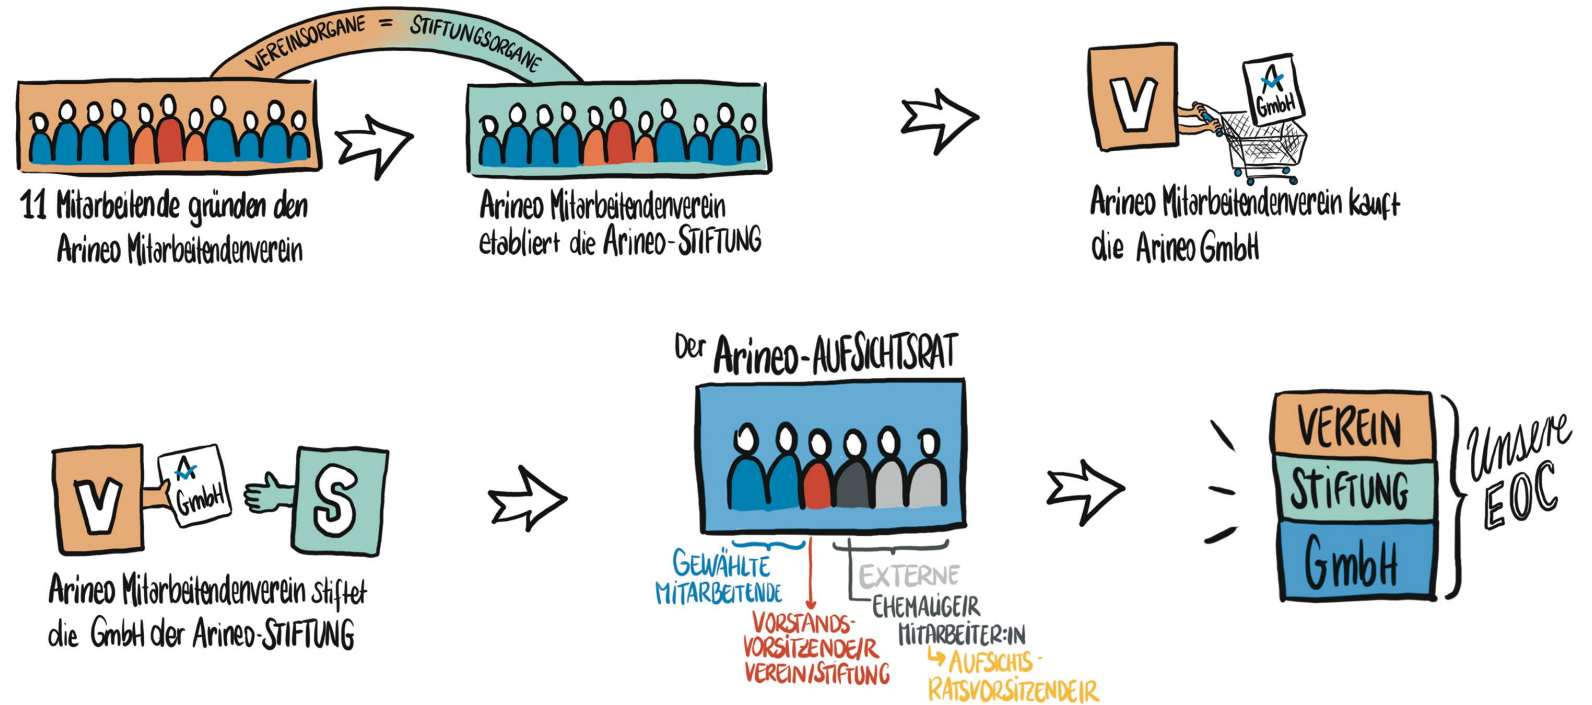 VEREINSORGANE = STIFTUNGSORGANE
11 Mitarbeitende gründen den
Arineo Mitarbeitendenverein
Arineo Mitarbeitendenverein
etabliert die Arineo-STIFTUNG
V
A
GmbH
Arineo Mitarbeitendenverein kauft
die Arineo GmbH
V
A
GmbH
S
Arineo Mitarbeitendenverein stiftet
die GmbH der Arineo-STIFTUNG
Der Arineo-AUFSICHTSRAT
GEWÄHLTE
MITARBEITENDE
VORSTANDS-
VORSITZENDE/R
VEREIN/STIFTUNG
EXTERNE
EHEMALIGE/R
MITARBEITER:IN
↳ AUFSICHTS-
RATSVORSITZENDE/R
VEREIN
STIFTUNG
GmbH
Unsere
EOC